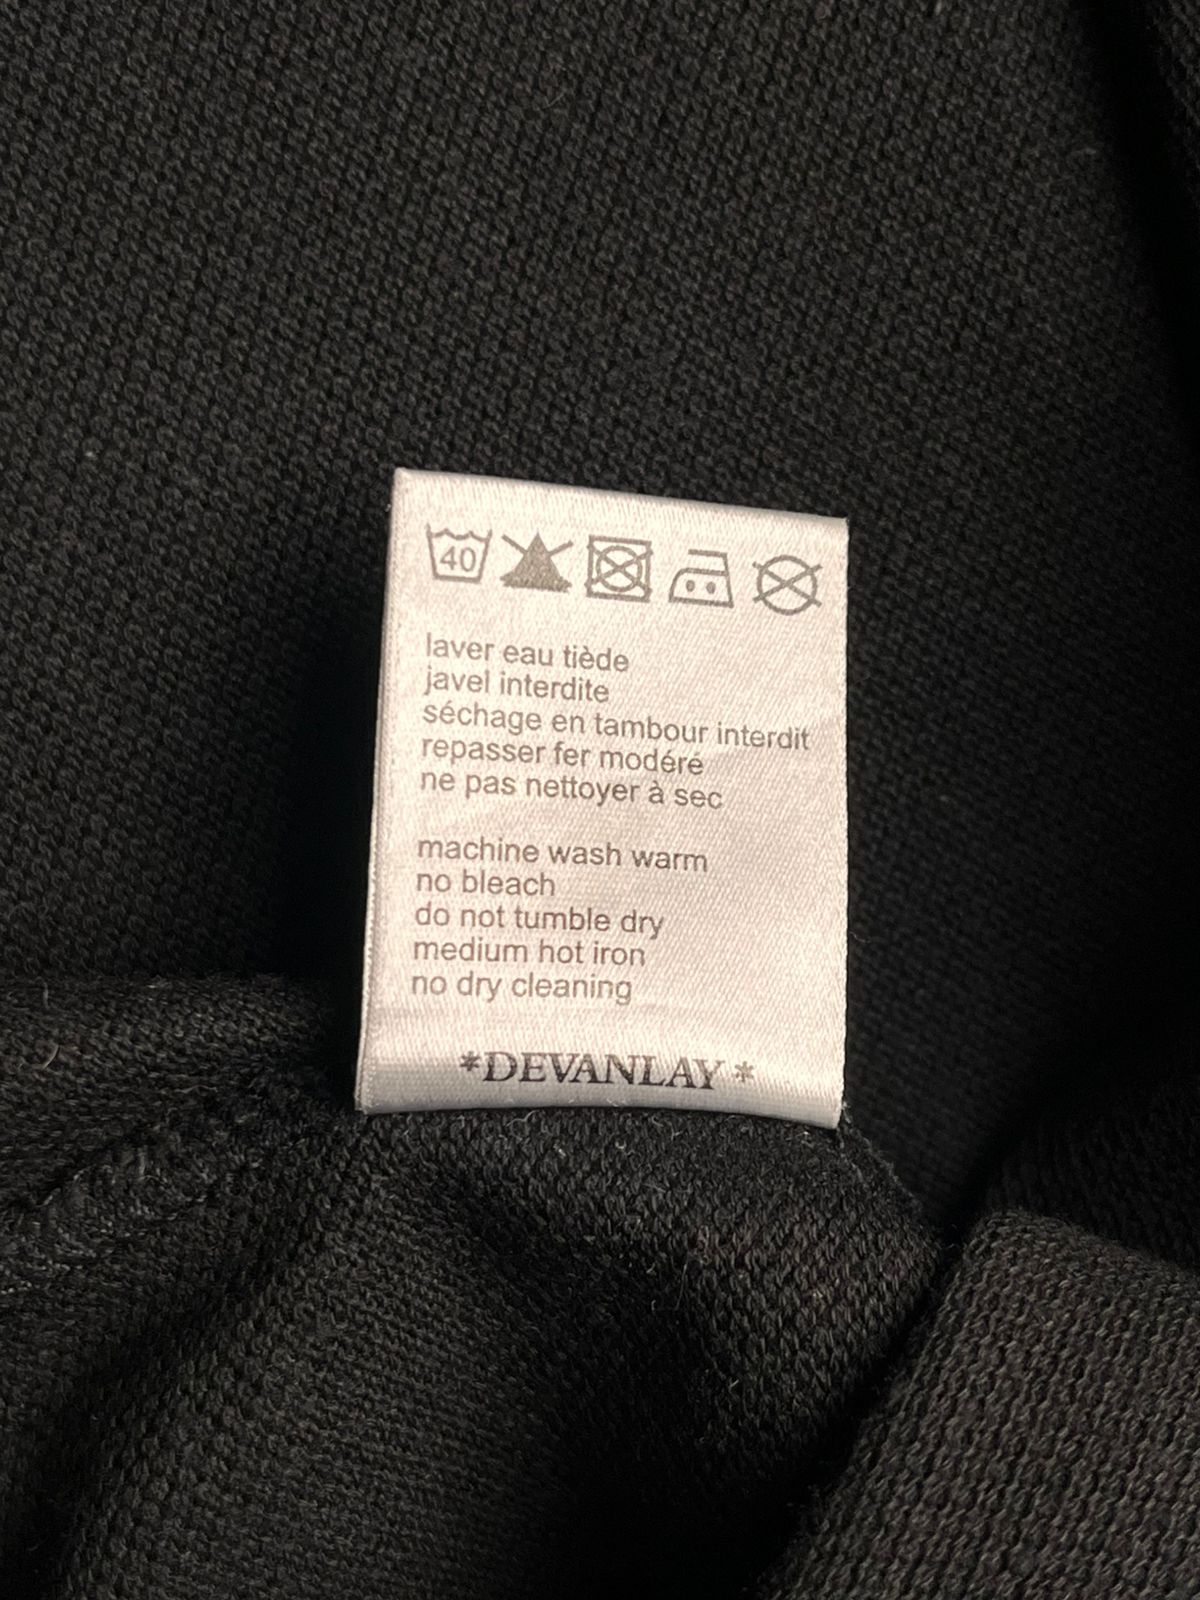 40
laver eau tiède
javel interdite
séchage en tambour interdit
repasser fer modéré
ne pas nettoyer à sec
machine wash warm
no bleach
do not tumble dry
medium hot iron
no dry cleaning
*DEVANLAY*